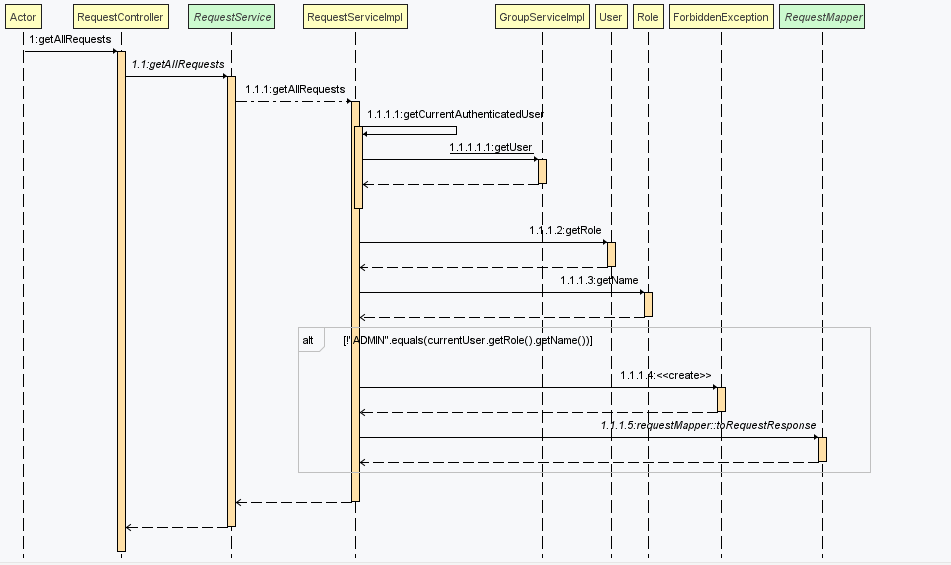 Actor RequestController RequestService RequestServiceImpl GroupServiceImpl User Role ForbiddenException RequestMapper
1:getAllRequests
1.1:getAllRequests
1.1.1:getAllRequests
1.1.1.1:getCurrentAuthenticatedUser
1.1.1.1.1:getUser
1.1.1.2:getRole
1.1.1.3:getName
alt [!"ADMIN".equals(currentUser.getRole().getName())]
1.1.1.4:<<create>>
1.1.1.5:requestMapper::toRequestResponse